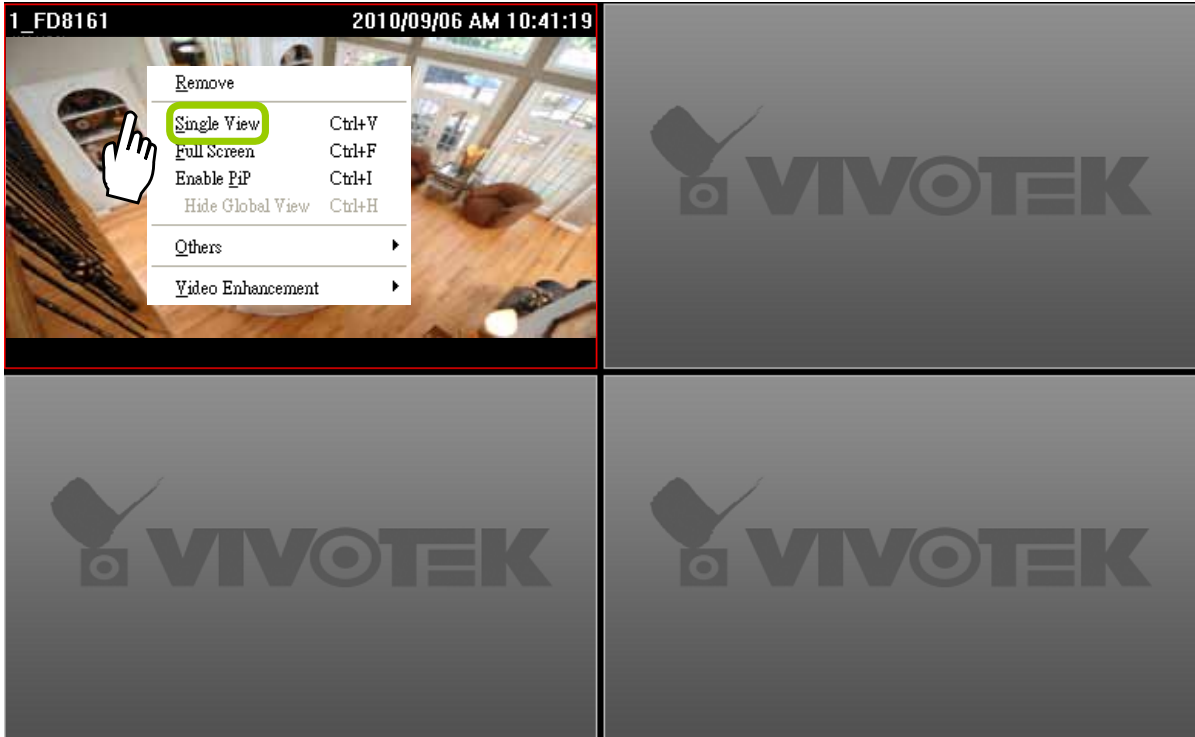 1_FD8161 2010/09/06 AM 10:41:19
Remove
Single View Ctrl+V
Full Screen Ctrl+F
Enable PiP Ctrl+I
Hide Global View Ctrl+H
Others
Video Enhancement
VIVOTEK
VIVOTEK
VIVOTEK